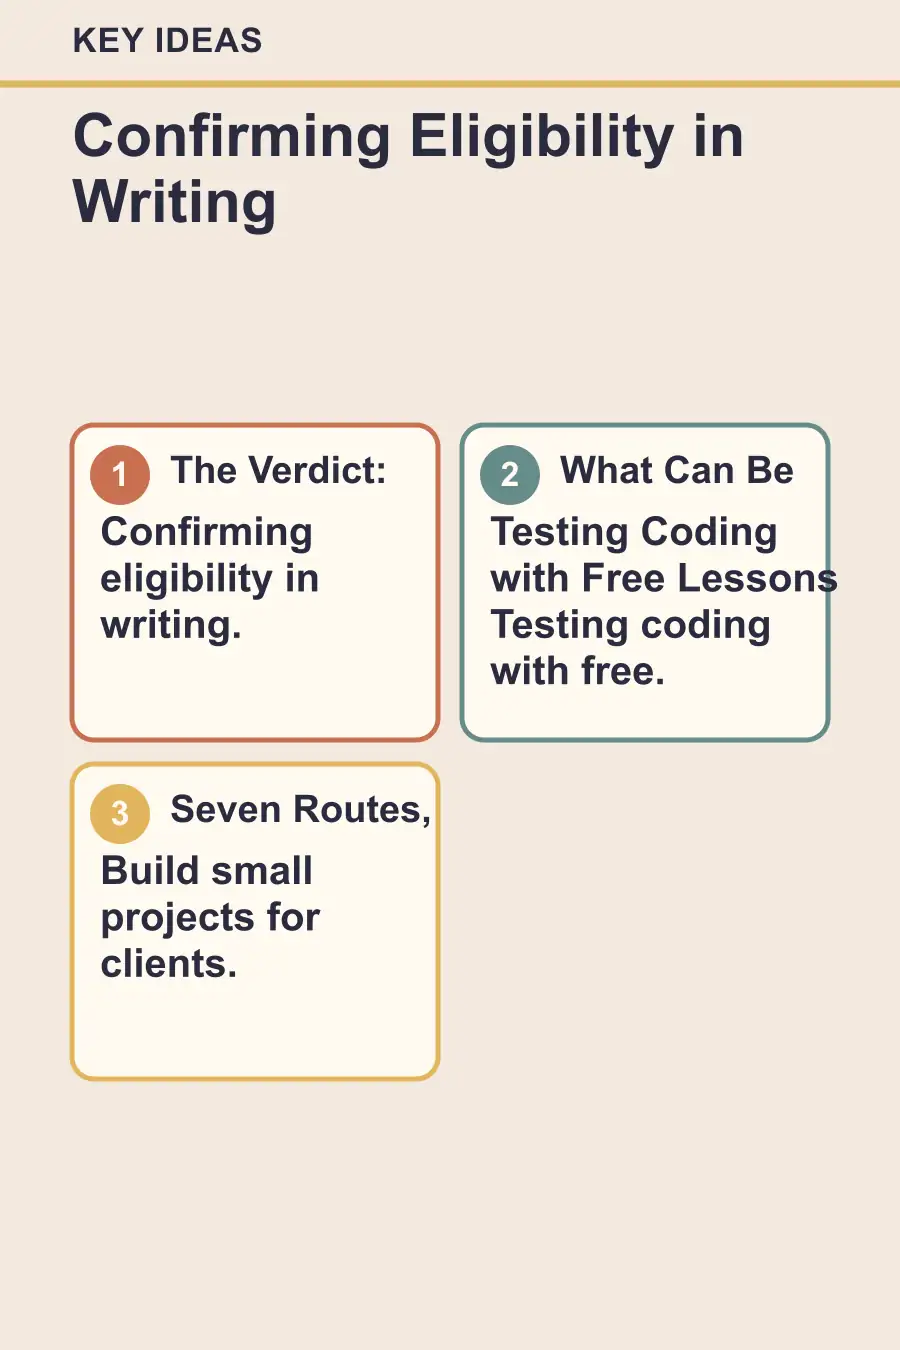 KEY IDEAS
Confirming Eligibility in
Writing
1 The Verdict:
Confirming
eligibility in
writing.
2 What Can Be
Testing Coding
with Free Lessons
Testing coding
with free.
3 Seven Routes,
Build small
projects for
clients.